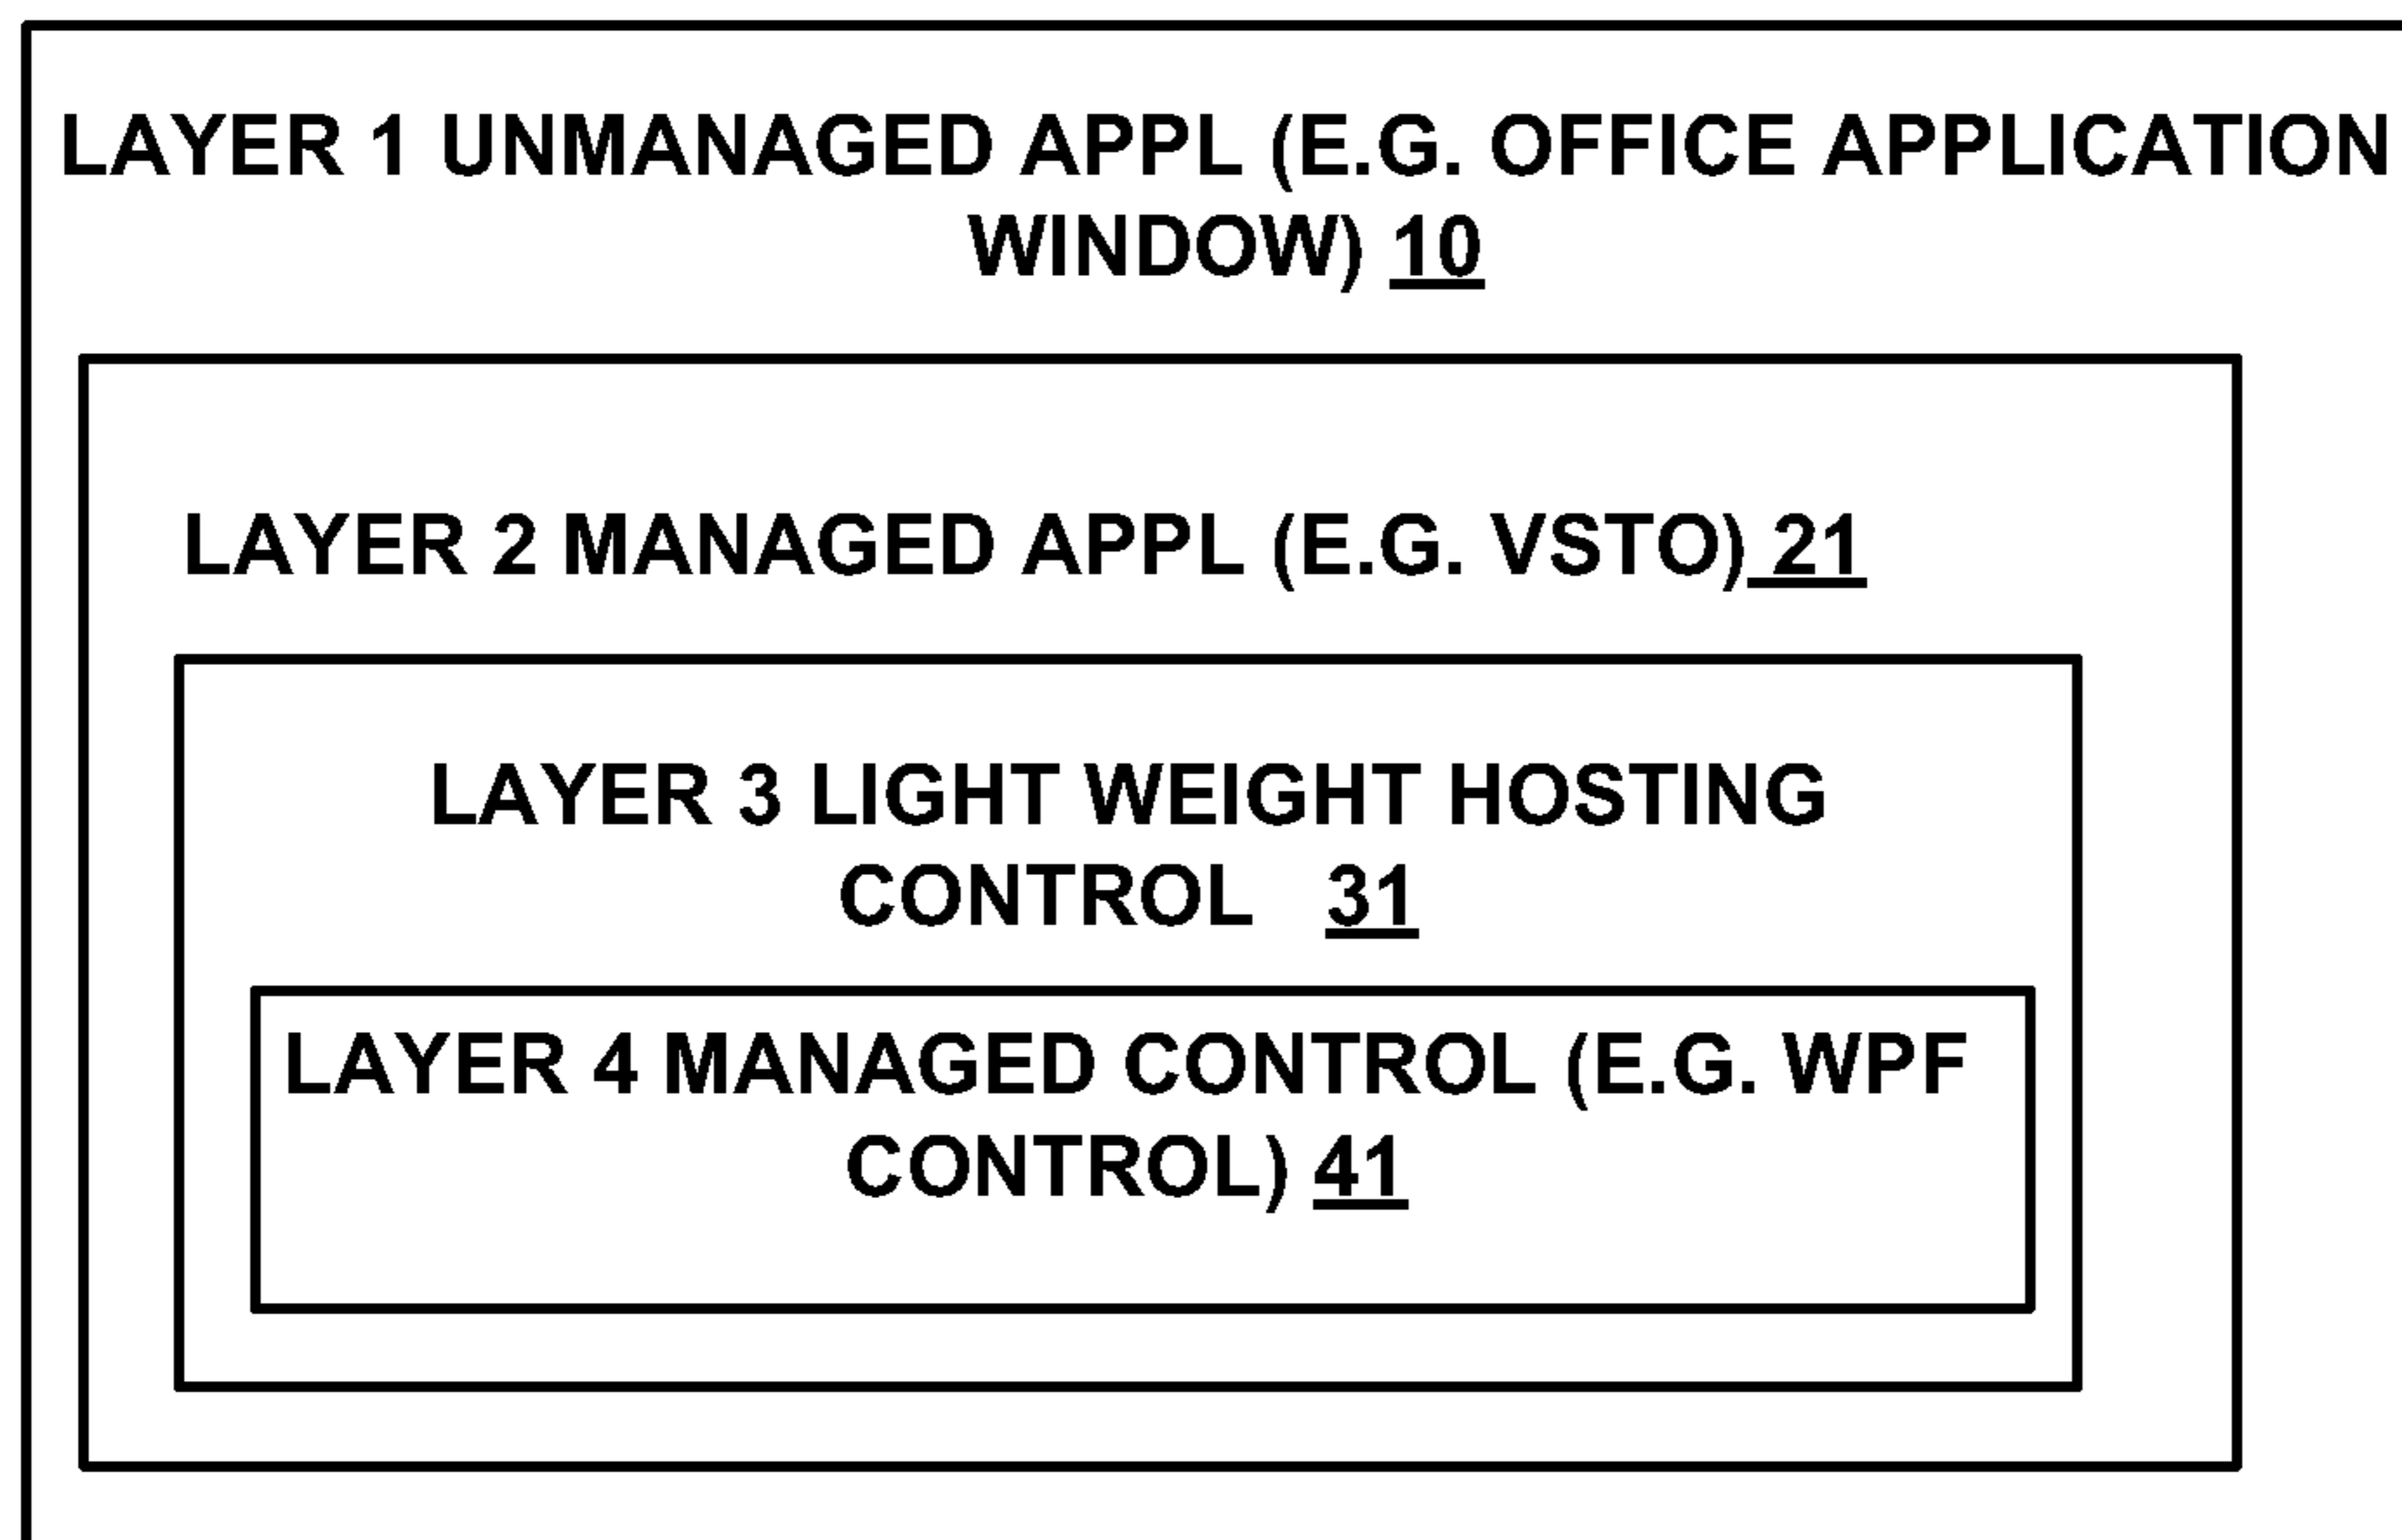 LAYER 1 UNMANAGED APPL (E.G. OFFICE APPLICATION
WINDOW) 10
LAYER 2 MANAGED APPL (E.G. VSTO) 21
LAYER 3 LIGHT WEIGHT HOSTING
CONTROL 31
LAYER 4 MANAGED CONTROL (E.G. WPF
CONTROL) 41